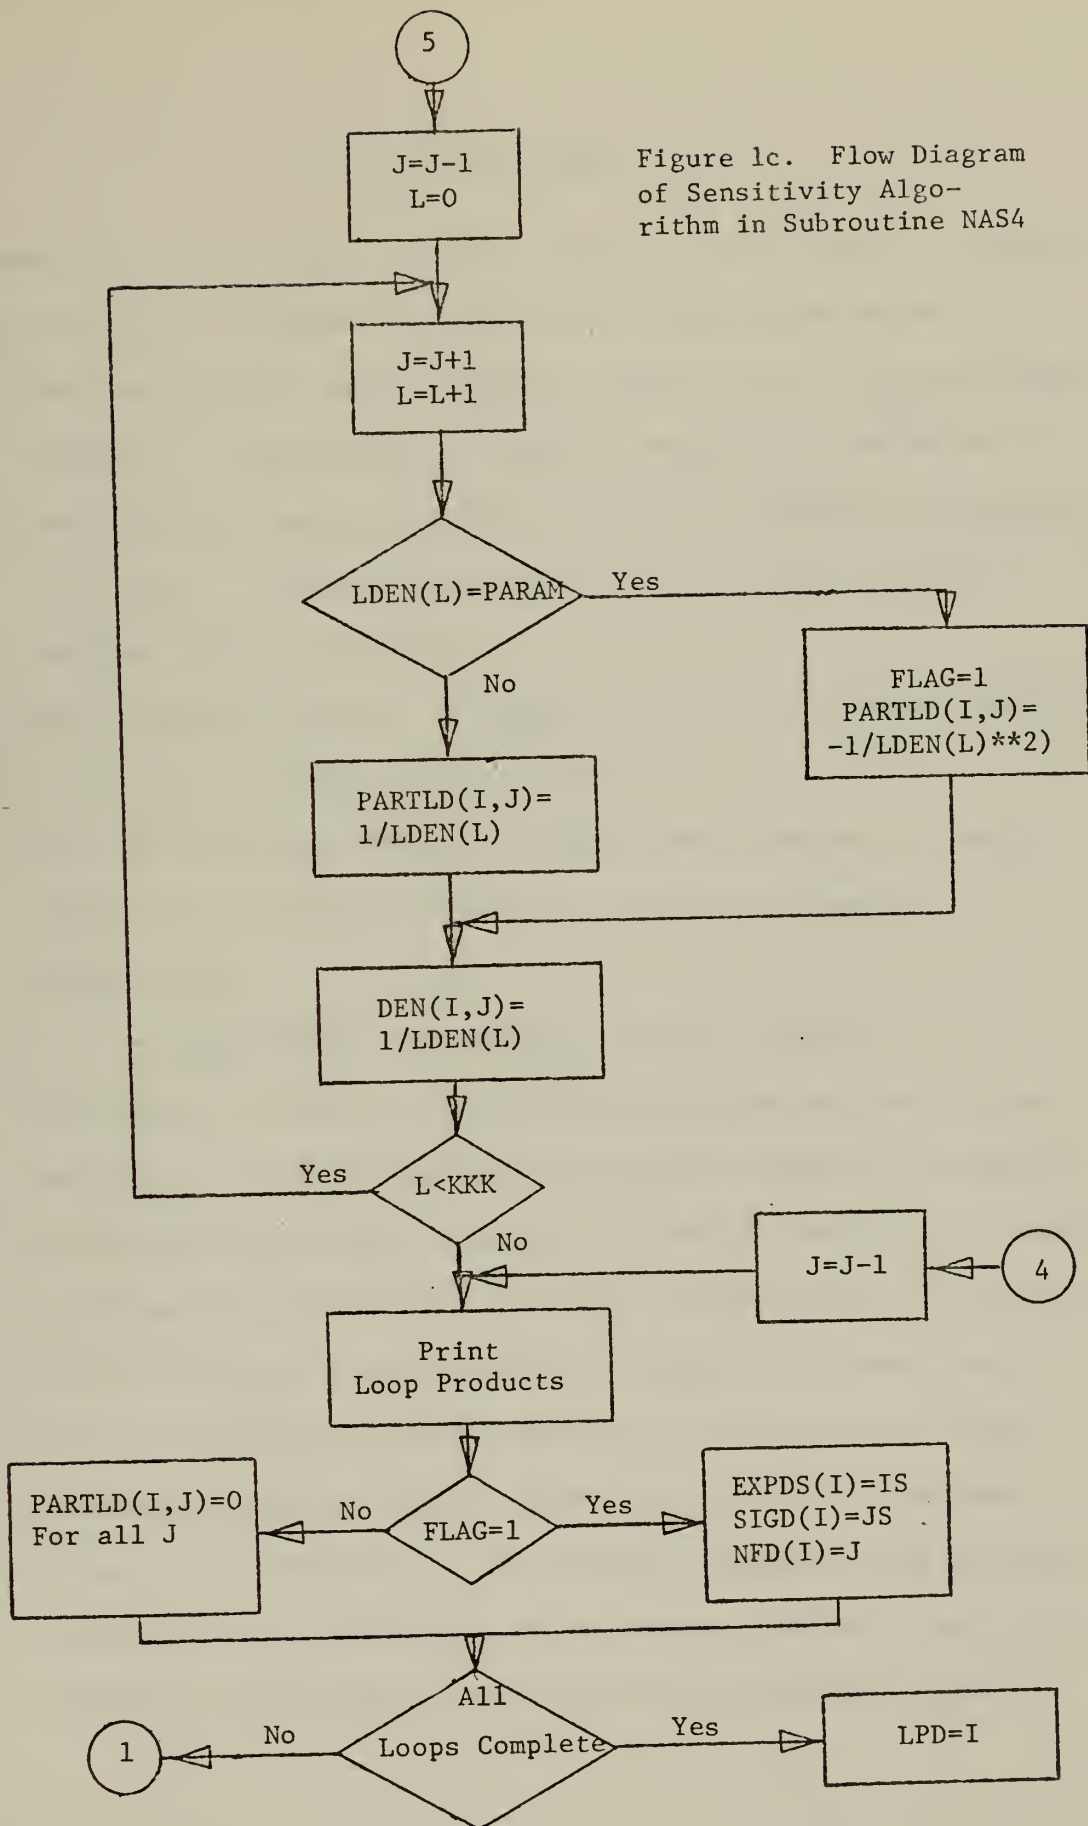 5
J=J-1
L=0
Figure 1c. Flow Diagram
of Sensitivity Algo-
rithm in Subroutine NAS4
J=J+1
L=L+1
LDEN(L)=PARAM
Yes
No
FLAG=1
PARTLD(I,J)=
-1/LDEN(L)**2)
PARTLD(I,J)=
1/LDEN(L)
DEN(I,J)=
1/LDEN(L)
L<KKK
Yes
No
J=J-1
4
Print
Loop Products
PARTLD(I,J)=0
For all J
No
FLAG=1
Yes
EXPDS(I)=IS
SIGD(I)=JS
NFD(I)=J
All
Loops Complete
No
1
Yes
LPD=I